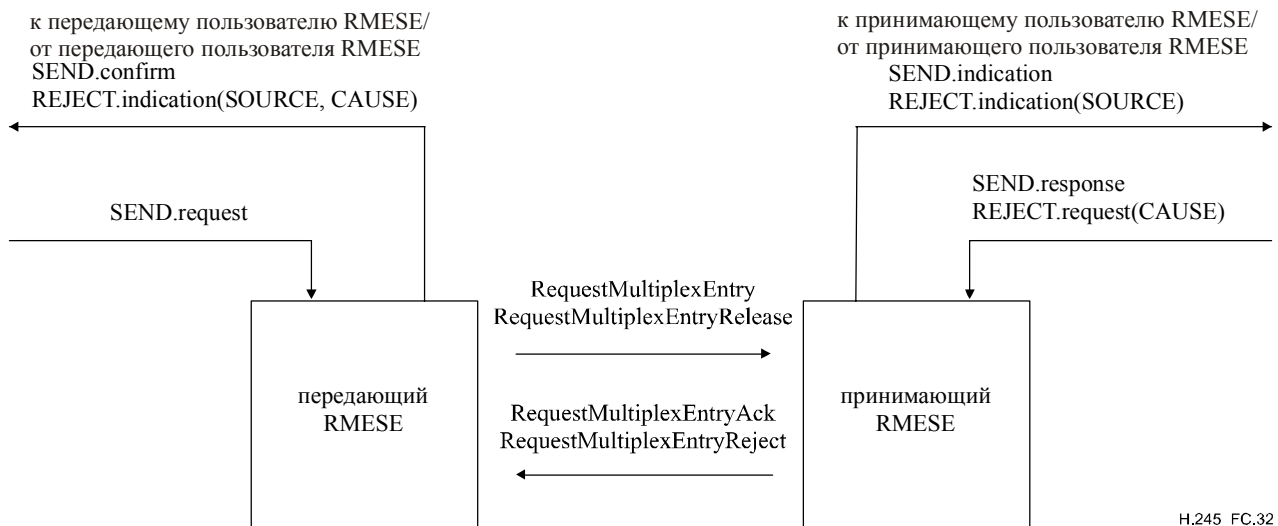 к передающему пользователю RMESE/
от передающего пользователя RMESE
SEND.confirm
REJECT.indication(SOURCE, CAUSE)
к принимающему пользователю RMESE/
от принимающего пользователя RMESE
SEND.indication
REJECT.indication(SOURCE)
SEND.request
SEND.response
REJECT.request(CAUSE)
RequestMultiplexEntry
RequestMultiplexEntryRelease
передающий
RMESE
RequestMultiplexEntryAck
RequestMultiplexEntryReject
принимающий
RMESE
H.245_FC.32